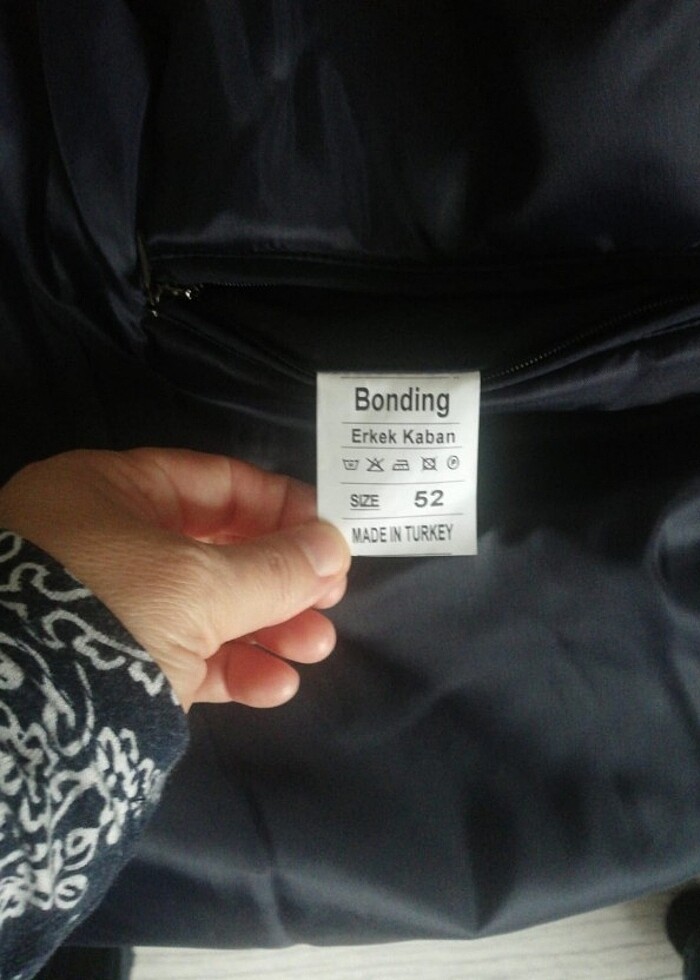 Bonding
Erkek Kaban
SIZE 52
MADE IN TURKEY